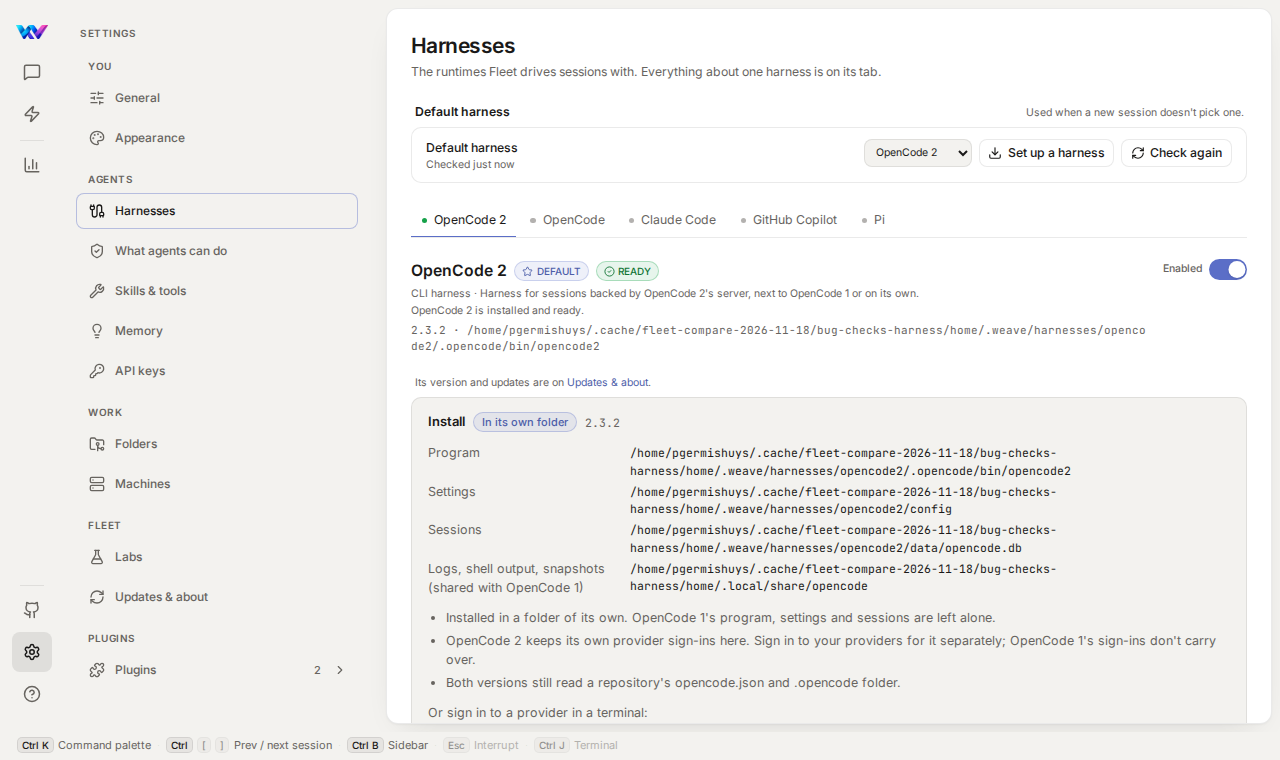 SETTINGS
YOU
General
Appearance
AGENTS
Harnesses
What agents can do
Skills & tools
Memory
API keys
WORK
Folders
Machines
FLEET
Labs
Updates & about
PLUGINS
Plugins 2
Harnesses
The runtimes Fleet drives sessions with. Everything about one harness is on its tab.
Default harness Used when a new session doesn't pick one.
Default harness
Checked just now
OpenCode 2 Set up a harness Check again
OpenCode 2 OpenCode Claude Code GitHub Copilot Pi
OpenCode 2 DEFAULT READY Enabled
CLI harness · Harness for sessions backed by OpenCode 2's server, next to OpenCode 1 or on its own.
OpenCode 2 is installed and ready.
2.3.2 · /home/pgermishuys/.cache/fleet-compare-2026-11-18/bug-checks-harness/home/.weave/harnesses/openco
de2/.opencode/bin/opencode2
Its version and updates are on Updates & about.
Install In its own folder 2.3.2
Program /home/pgermishuys/.cache/fleet-compare-2026-11-18/bug-checks-
harness/home/.weave/harnesses/opencode2/.opencode/bin/opencode2
Settings /home/pgermishuys/.cache/fleet-compare-2026-11-18/bug-checks-
harness/home/.weave/harnesses/opencode2/config
Sessions /home/pgermishuys/.cache/fleet-compare-2026-11-18/bug-checks-
harness/home/.weave/harnesses/opencode2/data/opencode.db
Logs, shell output, snapshots /home/pgermishuys/.cache/fleet-compare-2026-11-18/bug-checks-
(shared with OpenCode 1) harness/home/.local/share/opencode
• Installed in a folder of its own. OpenCode 1's program, settings and sessions are left alone.
• OpenCode 2 keeps its own provider sign-ins here. Sign in to your providers for it separately; OpenCode 1's sign-ins don't carry
over.
• Both versions still read a repository's opencode.json and .opencode folder.
Or sign in to a provider in a terminal:
Ctrl K Command palette Ctrl [ ] Prev / next session Ctrl B Sidebar Esc Interrupt Ctrl J Terminal